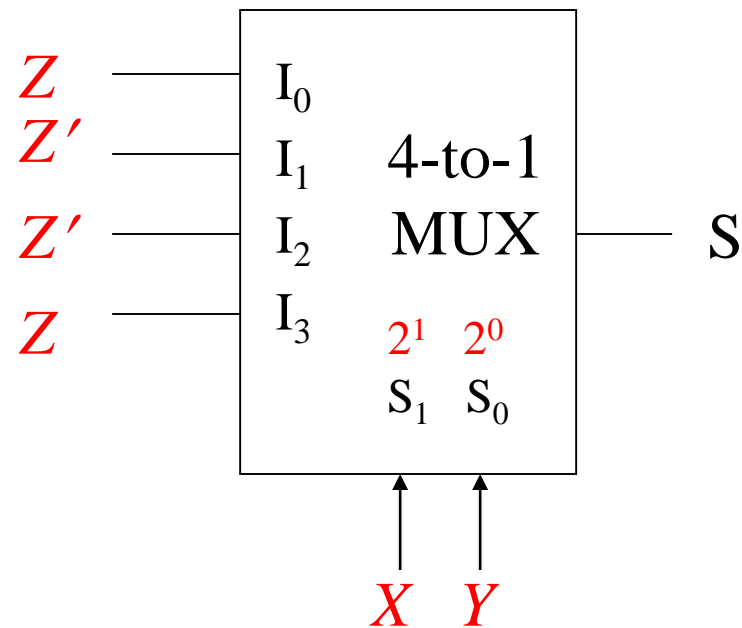 Z I₀
Z′ I₁ 4-to-1
Z′ I₂ MUX S
Z I₃
2¹ 2⁰
S₁ S₀
X Y